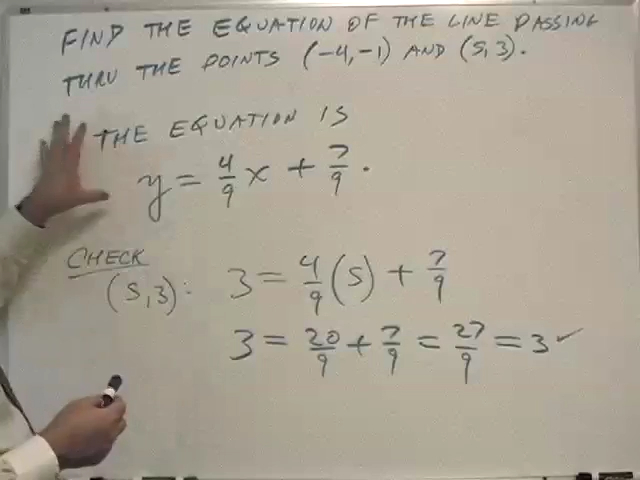 FIND THE EQUATION OF THE LINE PASSING
THRU THE POINTS (-4,-1) AND (5,3).
THE EQUATION IS
y = 4/9 x + 7/9.
CHECK
(5,3): 3 = 4/9 (5) + 7/9
3 = 20/9 + 7/9 = 27/9 = 3 ✓